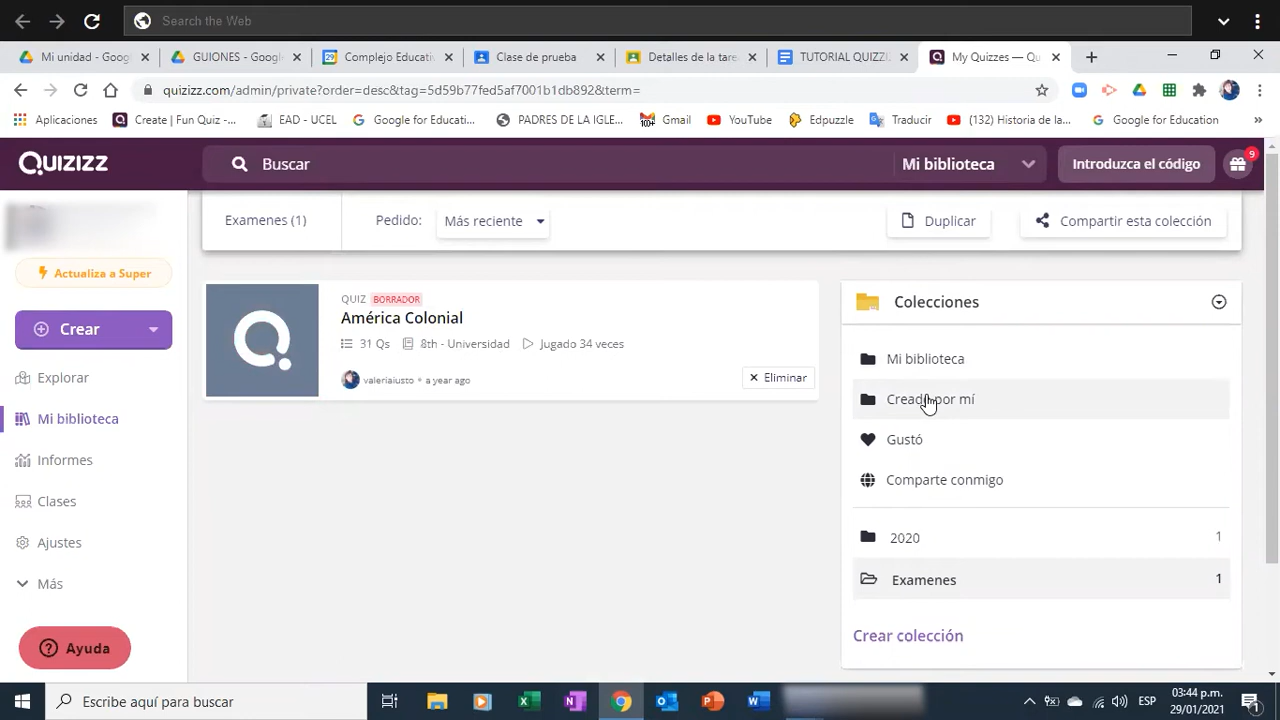 Search the Web
Mi unidad - Goog
GUIONES - Googl
Complejo Educativ
Clase de prueba
Detalles de la tare
TUTORIAL QUIZZI
My Quizzes — Qu
quizizz.com/admin/private?order=desc&tag=5d59b77fed5af7001b1db892&term=
Aplicaciones
Create | Fun Quiz -...
EAD - UCEL
Google for Educati...
PADRES DE LA IGLE...
Gmail
YouTube
Edpuzzle
Traducir
(132) Historia de la...
Google for Education
»
QUIZIZZ
Buscar
Mi biblioteca
Introduzca el código
9
Examenes (1)
Pedido:
Más reciente
Duplicar
Compartir esta colección
Actualiza a Super
Crear
Explorar
Mi biblioteca
Informes
Clases
Ajustes
Más
Ayuda
QUIZ BORRADOR
América Colonial
31 Qs
8th - Universidad
Jugado 34 veces
valeriaiusto • a year ago
Eliminar
Colecciones
Mi biblioteca
Creado por mí
Gustó
Comparte conmigo
2020 1
Examenes 1
Crear colección
Escribe aquí para buscar
ESP
03:44 p.m.
29/01/2021
1